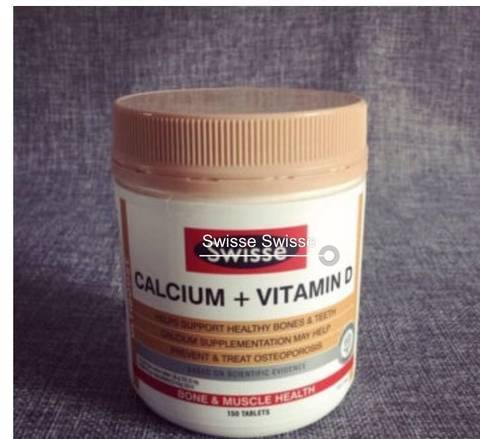 Swisse Swisse
Swisse
CALCIUM + VITAMIN D
HELPS SUPPORT HEALTHY BONES & TEETH
CALCIUM SUPPLEMENTATION MAY HELP
PREVENT & TREAT OSTEOPOROSIS
BASED ON SCIENTIFIC EVIDENCE
BONE & MUSCLE HEALTH
150 TABLETS